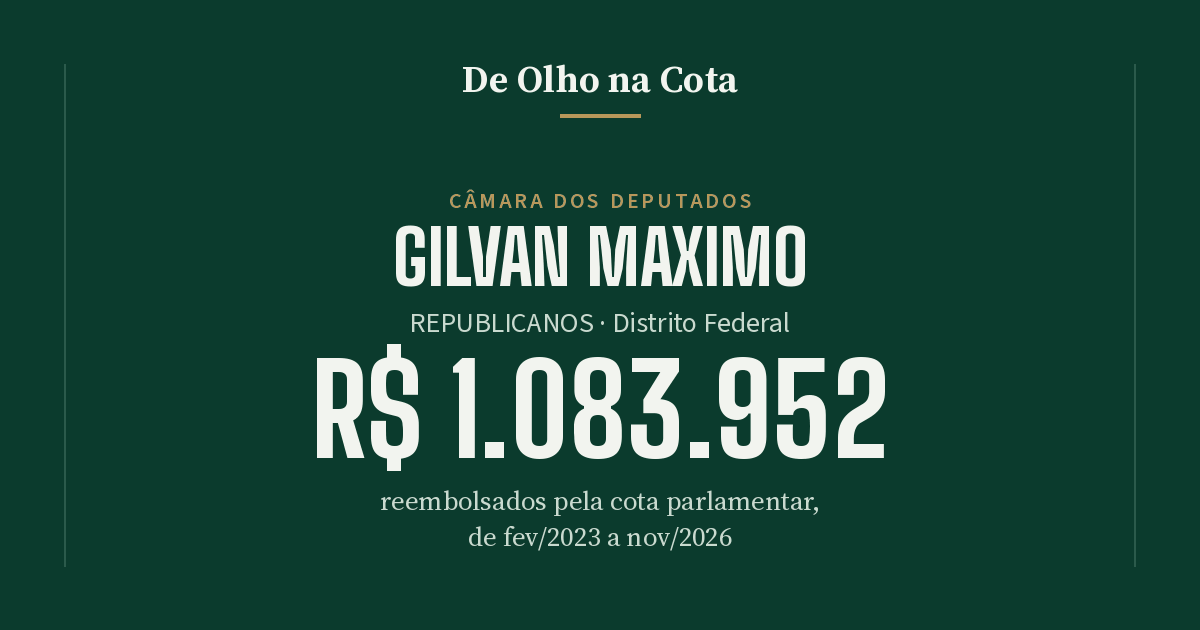 De Olho na Cota
CÂMARA DOS DEPUTADOS
GILVAN MAXIMO
REPUBLICANOS · Distrito Federal
R$ 1.083.952
reembolsados pela cota parlamentar,
de fev/2023 a nov/2026